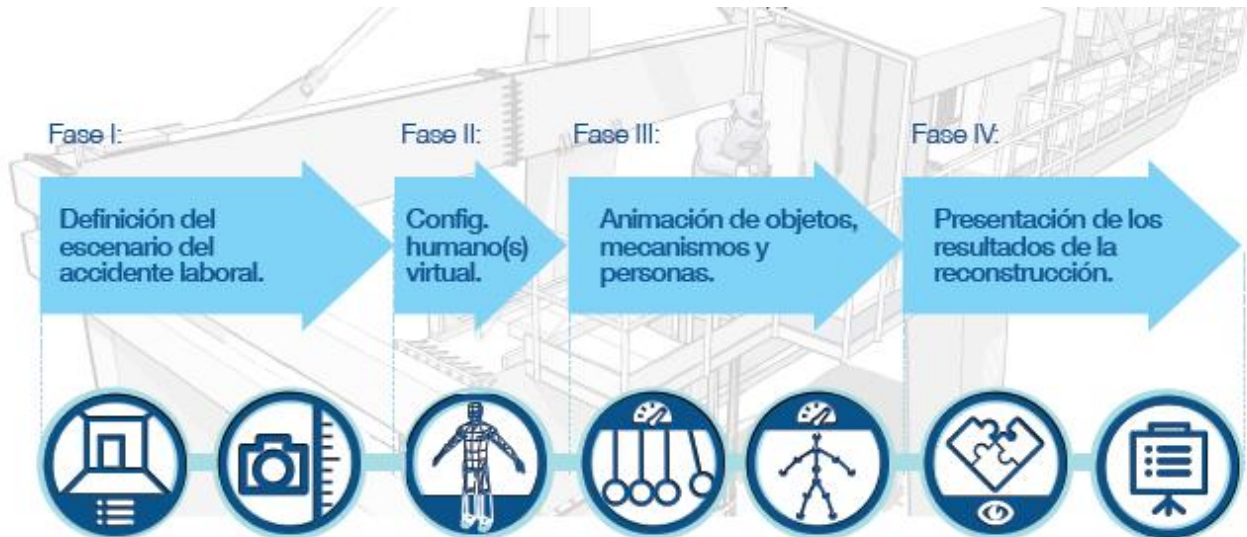 Fase I:
Definición del
escenario del
accidente laboral.
Fase II:
Config.
humano(s)
virtual.
Fase III:
Animación de objetos,
mecanismos y
personas.
Fase IV:
Presentación de los
resultados de la
reconstrucción.